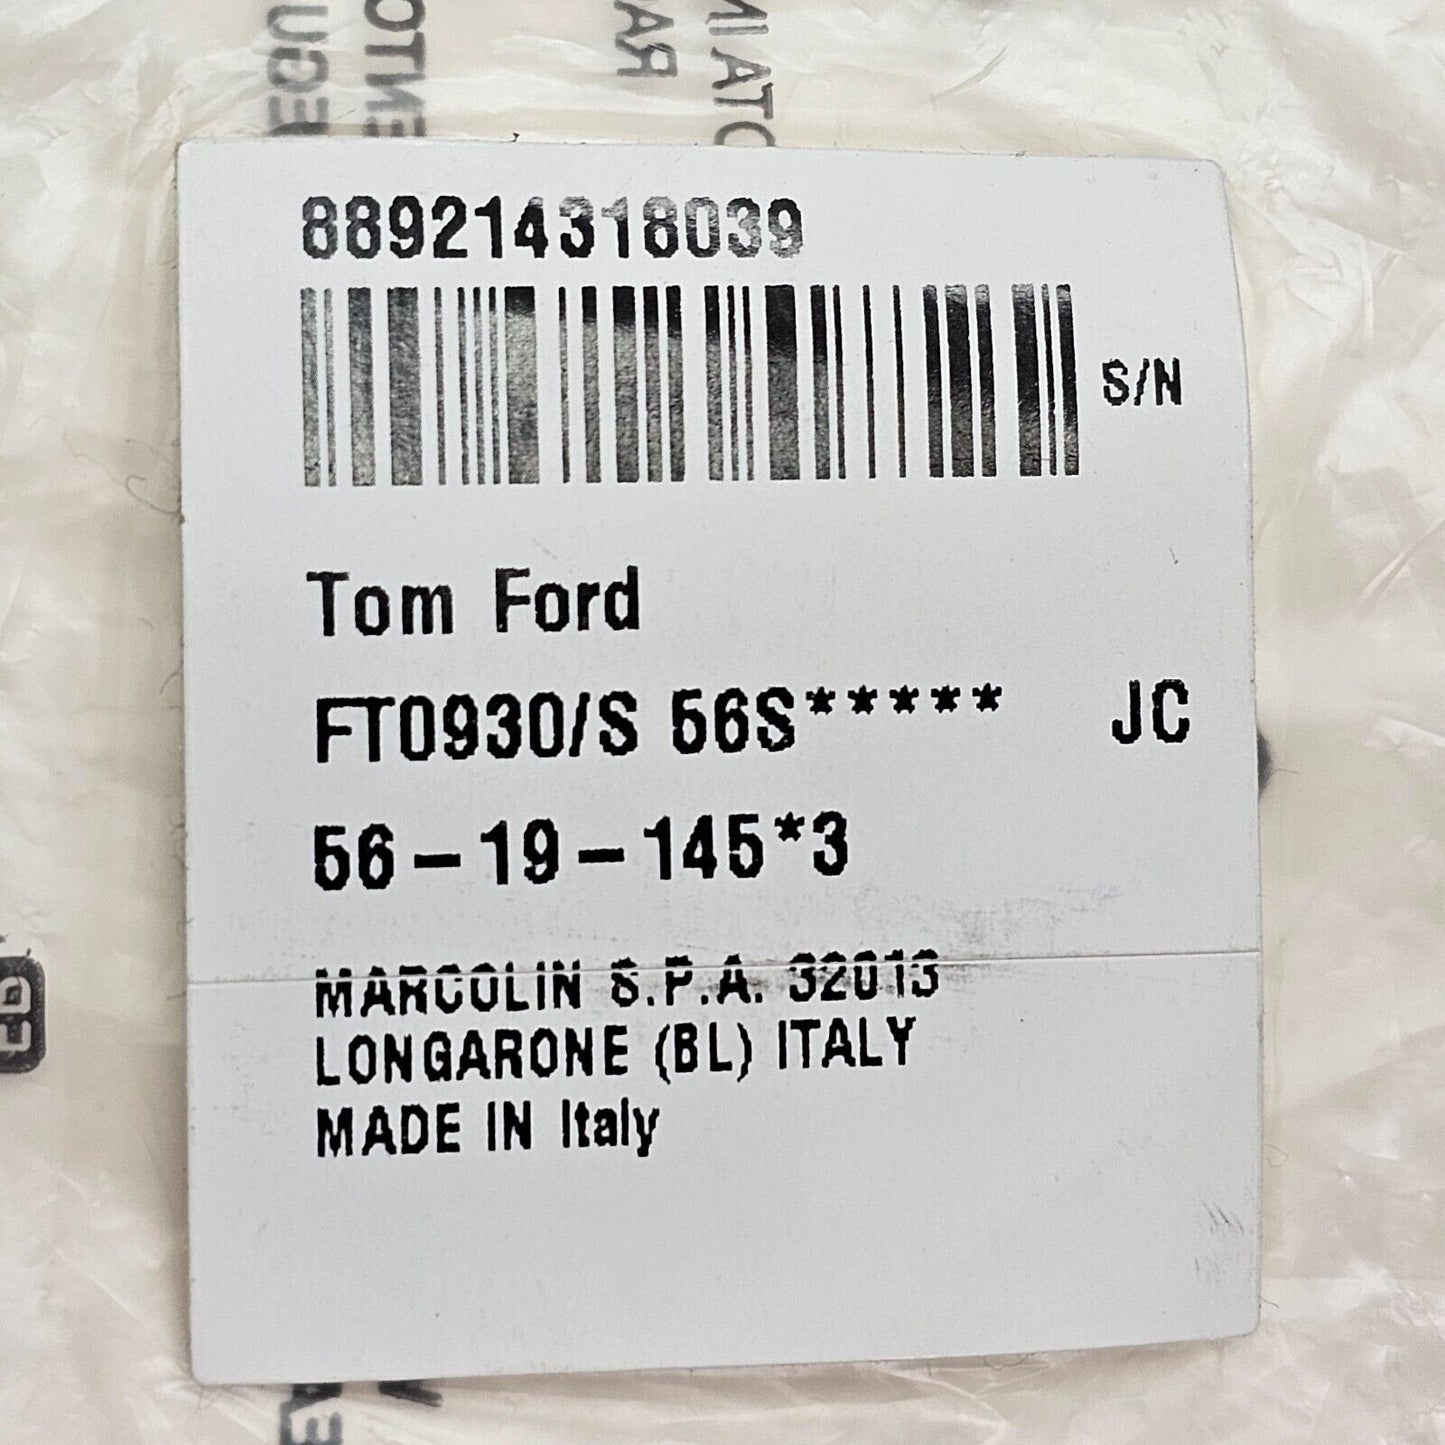 889214318039
S/N
Tom Ford
FT0930/S 56S***** JC
56-19-145*3
MARCOLIN S.P.A. 32013
LONGARONE (BL) ITALY
MADE IN Italy